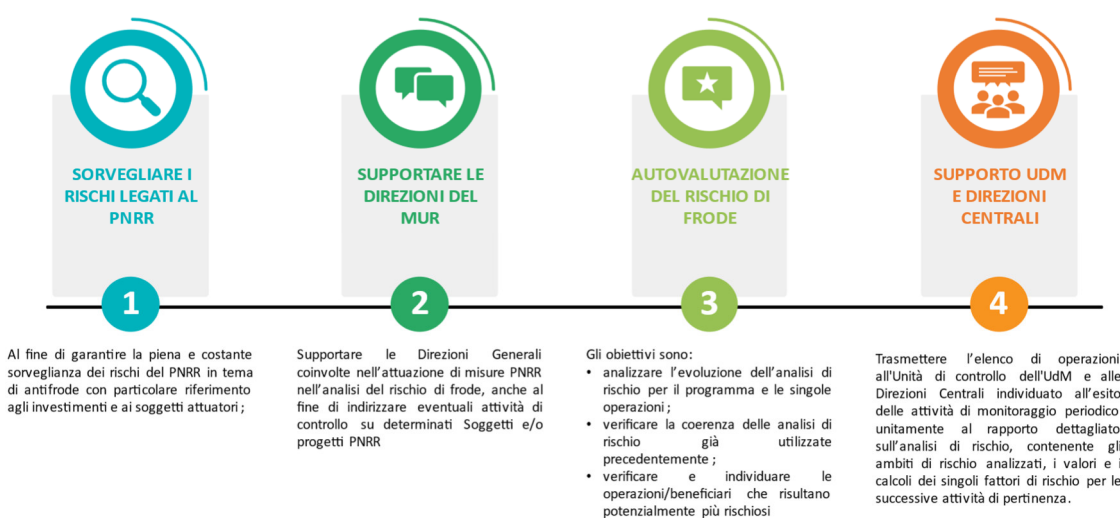 SORVEGLIARE I
RISCHI LEGATI AL
PNRR
1
Al fine di garantire la piena e costante
sorveglianza dei rischi del PNRR in tema
di antifrode con particolare riferimento
agli investimenti e ai soggetti attuatori ;
SUPPORTARE LE
DIREZIONI DEL
MUR
2
Supportare le Direzioni Generali
coinvolte nell'attuazione di misure PNRR
nell'analisi del rischio di frode, anche al
fine di indirizzare eventuali attività di
controllo su determinati Soggetti e/o
progetti PNRR
AUTOVALUTAZIONE
DEL RISCHIO DI
FRODE
3
Gli obiettivi sono:
• analizzare l'evoluzione dell'analisi di
rischio per il programma e le singole
operazioni ;
• verificare la coerenza delle analisi di
rischio già utilizzate
precedentemente ;
• verificare e individuare le
operazioni/beneficiari che risultano
potenzialmente più rischiosi
SUPPORTO UDM
E DIREZIONI
CENTRALI
4
Trasmettere l'elenco di operazioni
all'Unità di controllo dell'UdM e alle
Direzioni Centrali individuato all'esito
delle attività di monitoraggio periodico
unitamente al rapporto dettagliato
sull'analisi di rischio, contenente gli
ambiti di rischio analizzati, i valori e i
calcoli dei singoli fattori di rischio per le
successive attività di pertinenza.